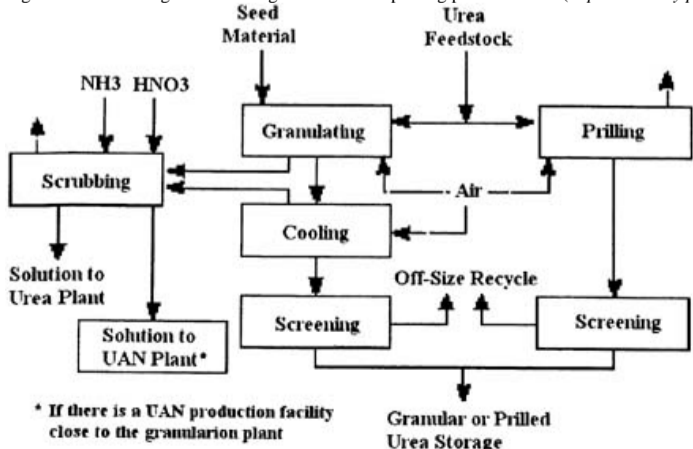 Seed
Material
Urea
Feedstock
NH3 HNO3
Granulating
Prilling
Scrubbing
Air
Cooling
Solution to
Urea Plant
Off-Size Recycle
Screening
Screening
Solution to
UAN Plant*
* If there is a UAN production facility
close to the granularion plant
Granular or Prilled
Urea Storage